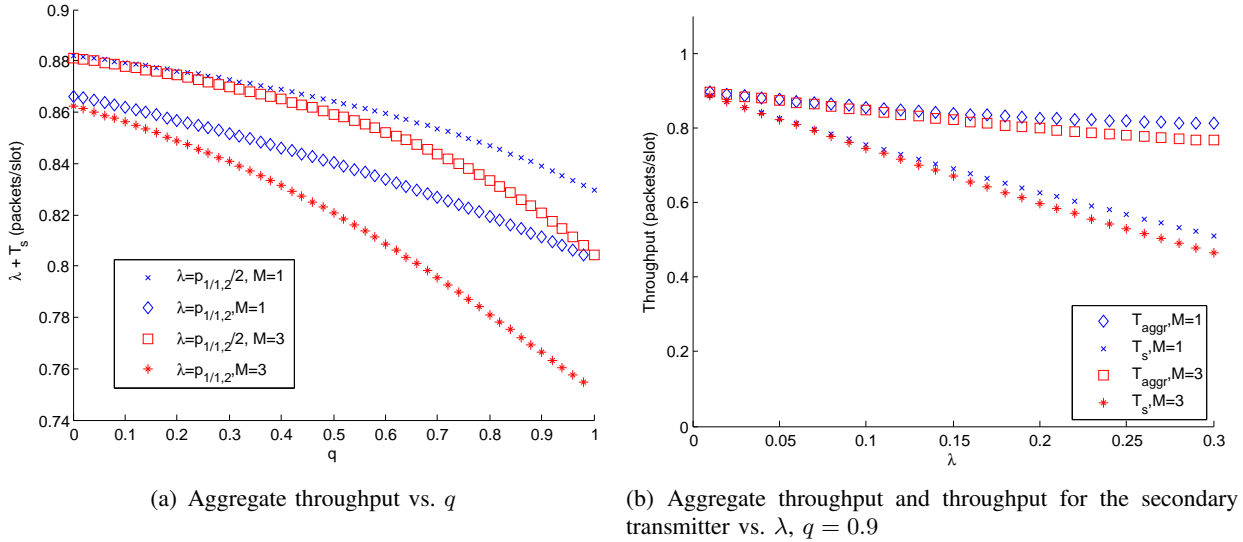 0.9
0.88
0.86
0.84
0.82
0.8
0.78
0.76
0.74
0 0.1 0.2 0.3 0.4 0.5 0.6 0.7 0.8 0.9 1
q
λ + T_s (packets/slot)
λ=p_{1/1,2}/2, M=1
λ=p_{1/1,2},M=1
λ=p_{1/1,2}/2, M=3
λ=p_{1/1,2},M=3
(a) Aggregate throughput vs. q
1
0.8
0.6
0.4
0.2
0
0.05 0.1 0.15 0.2 0.25 0.3
λ
Throughput (packets/slot)
T_{aggr},M=1
T_s,M=1
T_{aggr},M=3
T_s,M=3
(b) Aggregate throughput and throughput for the secondary
transmitter vs. λ, q = 0.9